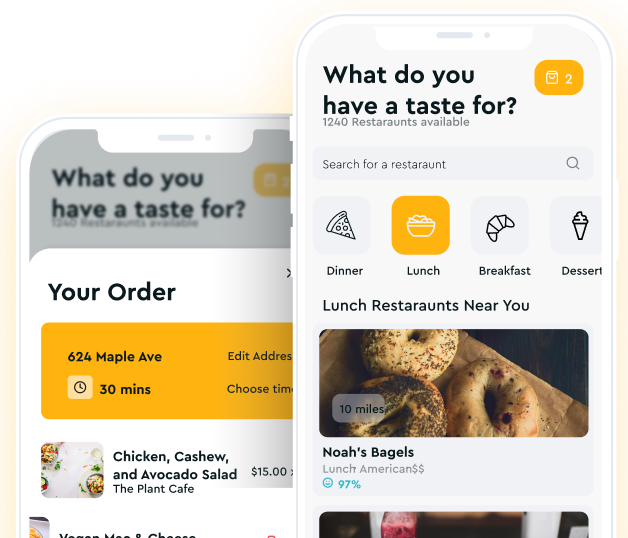 What do you
have a taste for?
1240 Restaraunts available
Your Order
624 Maple Ave
Edit Addres
30 mins
Choose tim
Chicken, Cashew,
and Avocado Salad
$15.00
The Plant Cafe
Vegan Mac & Cheese
What do you
have a taste for?
2
1240 Restaraunts available
Search for a restaraunt
Dinner
Lunch
Breakfast
Dessert
Lunch Restaraunts Near You
10 miles
Noah's Bagels
Lunch American$$
97%